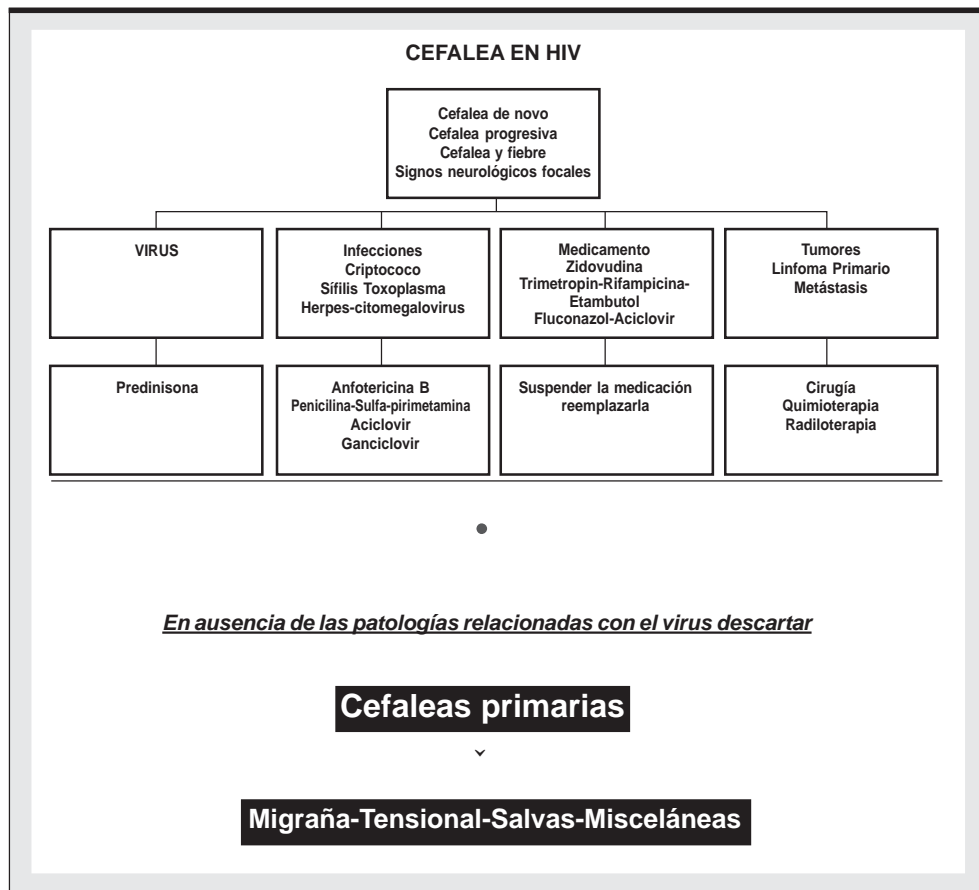 CEFALEA EN HIV
Cefalea de novo
Cefalea progresiva
Cefalea y fiebre
Signos neurológicos focales
VIRUS
Infecciones
Criptococo
Sífilis Toxoplasma
Herpes-citomegalovirus
Medicamento
Zidovudina
Trimetropin-Rifampicina-
Etambutol
Fluconazol-Aciclovir
Tumores
Linfoma Primario
Metástasis
Predinisona
Anfotericina B
Penicilina-Sulfa-pirimetamina
Aciclovir
Ganciclovir
Suspender la medicación
reemplazarla
Cirugía
Quimioterapia
Radiloterapia
En ausencia de las patologías relacionadas con el virus descartar
Cefaleas primarias
Migraña-Tensional-Salvas-Misceláneas